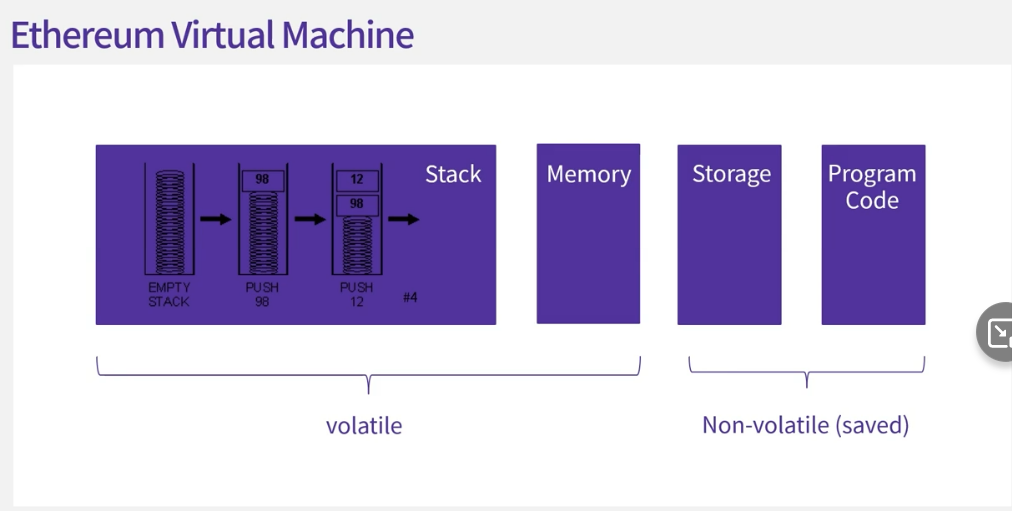 Ethereum Virtual Machine
98
12
98
EMPTY
STACK
PUSH
98
PUSH
12
#4
Stack
Memory
Storage
Program
Code
volatile
Non-volatile (saved)